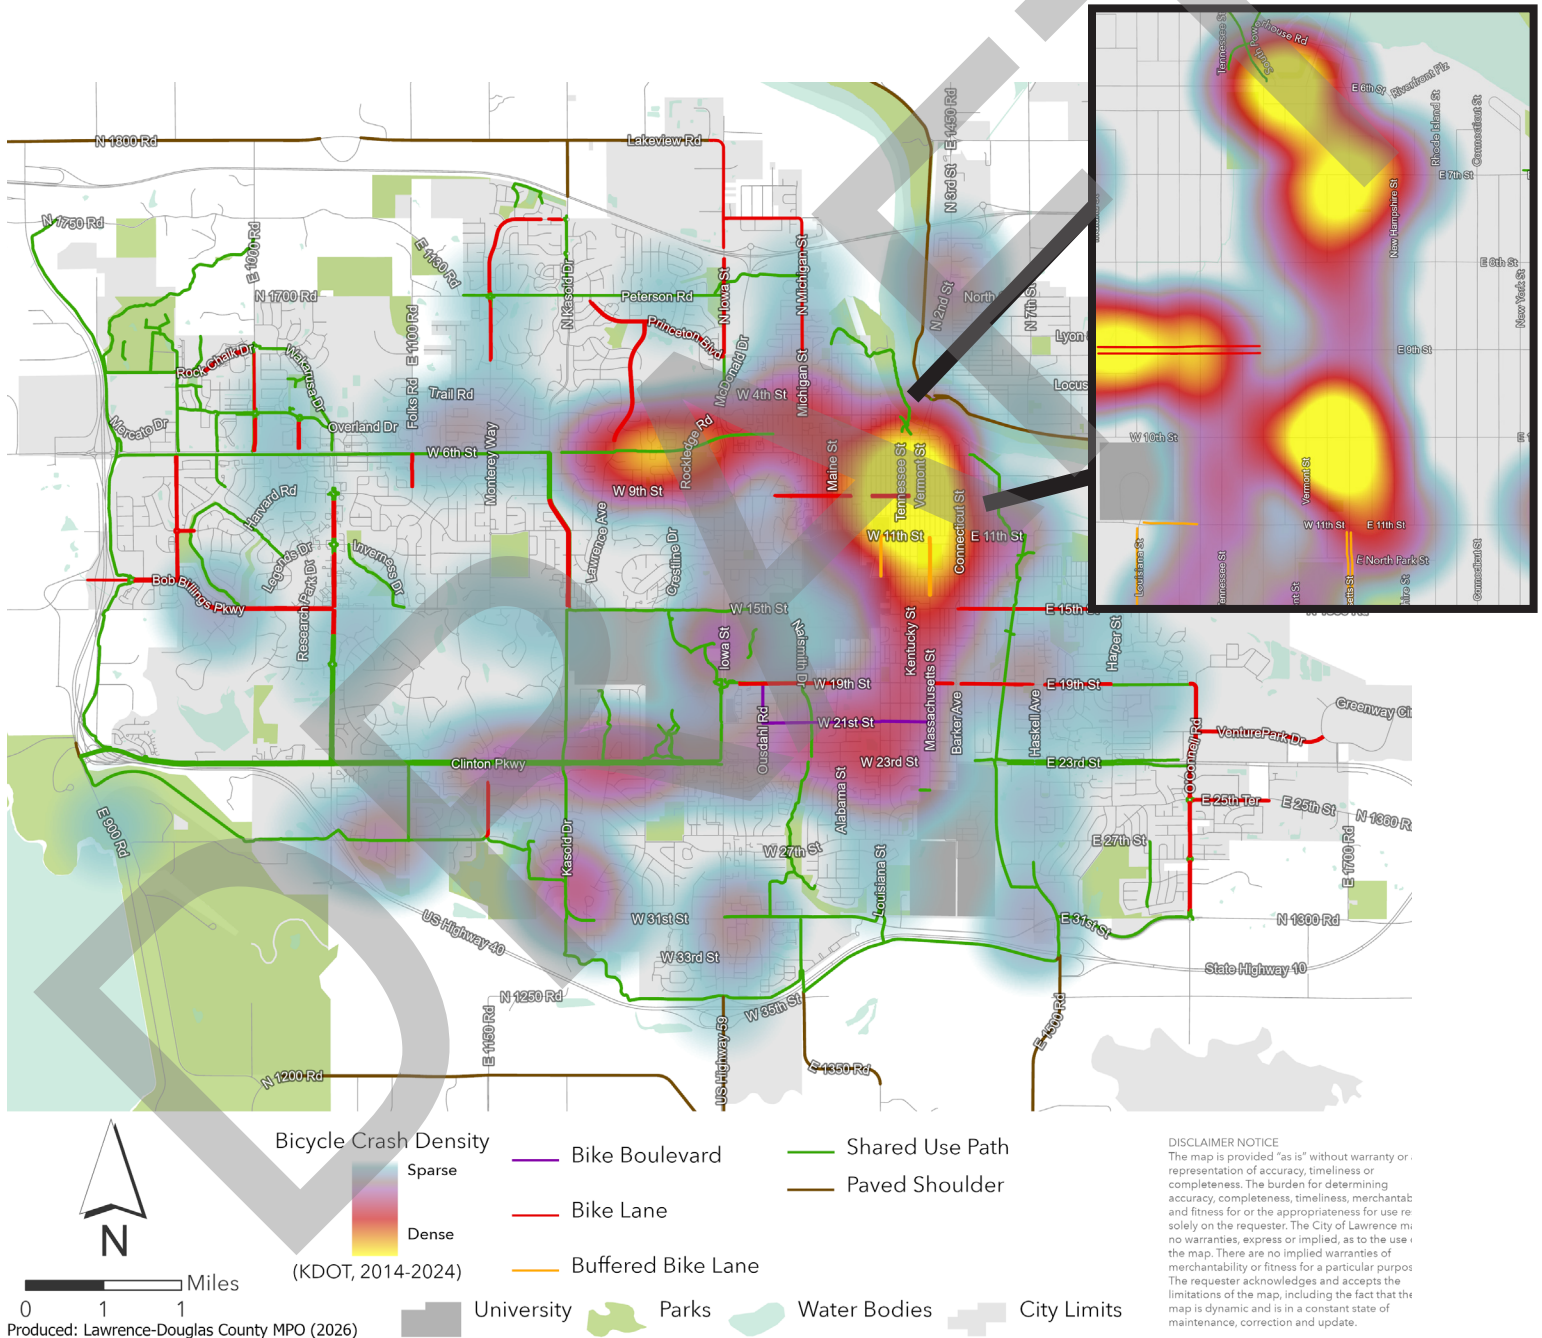 N 1800 Rd
Lakeview Rd
E 1450 Rd
N 3rd St
N 1750 Rd
E 1000 Rd
E 1130 Rd
N 1700 Rd
E 1100 Rd
N Kasold Dr
Peterson Rd
N Iowa St
N Michigan St
N 2nd St
North
N 7th St
Lyon
Princeton Blvd
Rock Chalk Dr
Wakarusa Dr
McDonald Dr
Michigan St
W 4th St
Locus
Trail Rd
Folks Rd
Mercato Dr
Overland Dr
W 6th St
Monterey Way
Rockledge Rd
Maine St
Tennessee St
Vermont St
W 9th St
Harvard Rd
Lawrence Ave
Crestline Dr
W 11th St
Connecticut St
E 11th St
Legends Dr
Research Park Dr
Inverness Dr
Bob Billings Pkwy
W 15th St
E 15th St
Naismith Dr
Iowa St
Kentucky St
Harper St
W 19th St
E 19th St
Massachusetts St
Barker Ave
Haskell Ave
Ousdahl Rd
W 21st St
O'Connell Rd
Greenway Ci
VenturePark Dr
Clinton Pkwy
W 23rd St
E 23rd St
Alabama St
E 25th Ter
E 25th St
N 1360 R
E 900 Rd
Kasold Dr
W 27th St
E 27th St
E 1700 Rd
Louisiana St
US Highway 40
W 31st St
E 31st St
N 1300 Rd
W 33rd St
State Highway 10
N 1250 Rd
W 35th St
E 1150 Rd
US Highway 59
E 1500 Rd
N 1200 Rd
E 1350 Rd
Tennessee S
E 6th St
Riverfront Plz
Rhode Island St
Connecticut St
E 7th St
New Hampshire St
E 8th St
New York St
E 9th St
W 10th St
Vermont St
W 11th St
E 11th St
E North Park St
Louisiana St
Connecticut St
DRAFT
Bicycle Crash Density
Sparse
Dense
(KDOT, 2014-2024)
Bike Boulevard
Bike Lane
Buffered Bike Lane
Shared Use Path
Paved Shoulder
University
Parks
Water Bodies
City Limits
N
Miles
0 1 1
Produced: Lawrence-Douglas County MPO (2026)
DISCLAIMER NOTICE
The map is provided "as is" without warranty or
representation of accuracy, timeliness or
completeness. The burden for determining
accuracy, completeness, timeliness, merchantab
and fitness for or the appropriateness for use re
solely on the requester. The City of Lawrence ma
no warranties, express or implied, as to the use
the map. There are no implied warranties of
merchantability or fitness for a particular purpos
The requester acknowledges and accepts the
limitations of the map, including the fact that the
map is dynamic and is in a constant state of
maintenance, correction and update.